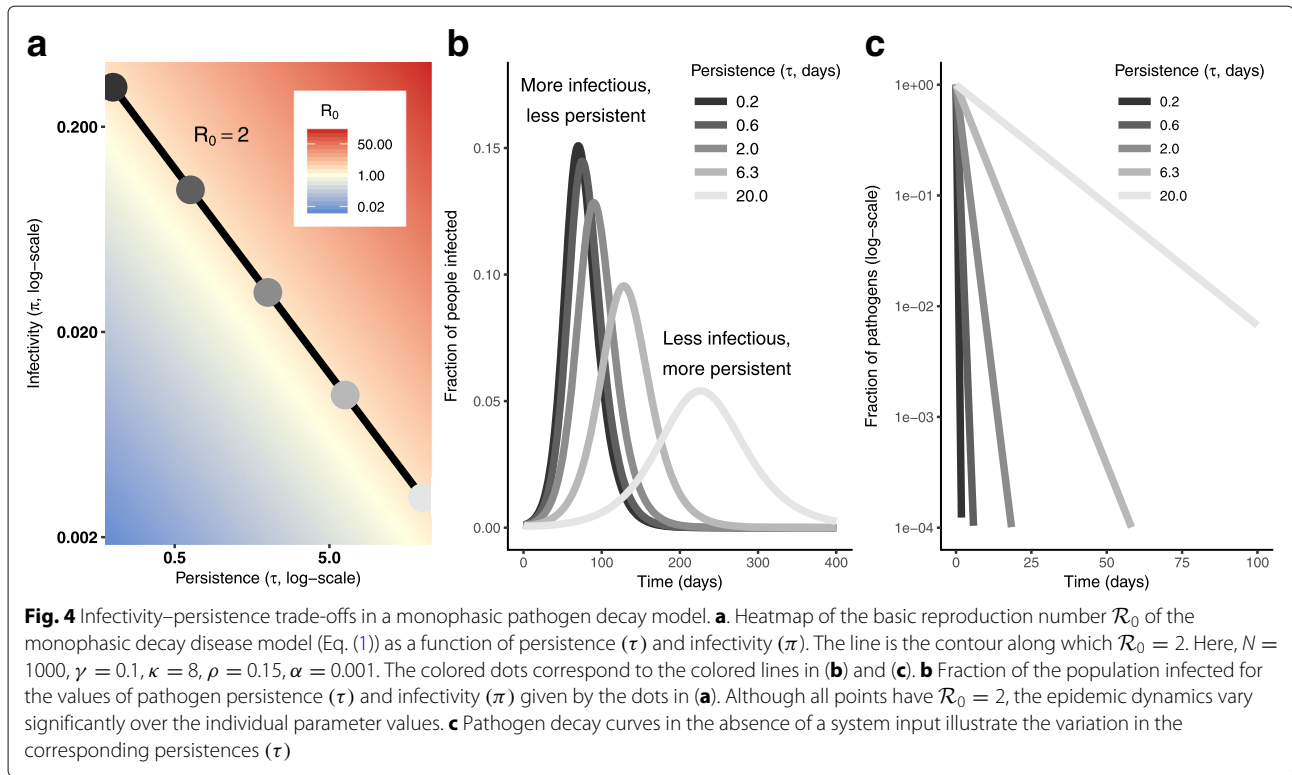 a
Infectivity (π, log−scale)
0.200
0.020
0.002
R₀ = 2
R₀
50.00
1.00
0.02
0.5
5.0
Persistence (τ, log−scale)
b
Fraction of people infected
0.15
0.10
0.05
0.00
More infectious,
less persistent
Persistence (τ, days)
0.2
0.6
2.0
6.3
20.0
Less infectious,
more persistent
0
100
200
300
400
Time (days)
c
Fraction of pathogens (log−scale)
1e+00
1e−01
1e−02
1e−03
1e−04
Persistence (τ, days)
0.2
0.6
2.0
6.3
20.0
0
25
50
75
100
Time (days)
Fig. 4 Infectivity–persistence trade-offs in a monophasic pathogen decay model. a. Heatmap of the basic reproduction number ℛ₀ of the
monophasic decay disease model (Eq. (1)) as a function of persistence (τ) and infectivity (π). The line is the contour along which ℛ₀ = 2. Here, N =
1000, γ = 0.1, κ = 8, ρ = 0.15, α = 0.001. The colored dots correspond to the colored lines in (b) and (c). b Fraction of the population infected for
the values of pathogen persistence (τ) and infectivity (π) given by the dots in (a). Although all points have ℛ₀ = 2, the epidemic dynamics vary
significantly over the individual parameter values. c Pathogen decay curves in the absence of a system input illustrate the variation in the
corresponding persistences (τ)